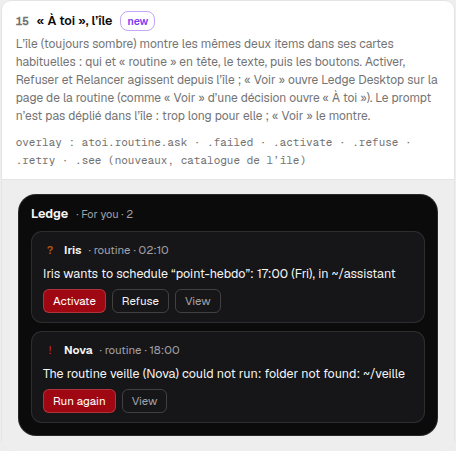 15 « À toi », l'île new
L'île (toujours sombre) montre les mêmes deux items dans ses cartes
habituelles : qui et « routine » en tête, le texte, puis les boutons. Activer,
Refuser et Relancer agissent depuis l'île ; « Voir » ouvre Ledge Desktop sur la
page de la routine (comme « Voir » d'une décision ouvre « À toi »). Le prompt
n'est pas déplié dans l'île : trop long pour elle ; « Voir » le montre.
overlay : atoi.routine.ask · .failed · .activate · .refuse ·
.retry · .see (nouveaux, catalogue de l'île)
Ledge · For you · 2
? Iris · routine · 02:10
Iris wants to schedule “point-hebdo”: 17:00 (Fri), in ~/assistant
Activate Refuse View
! Nova · routine · 18:00
The routine veille (Nova) could not run: folder not found: ~/veille
Run again View